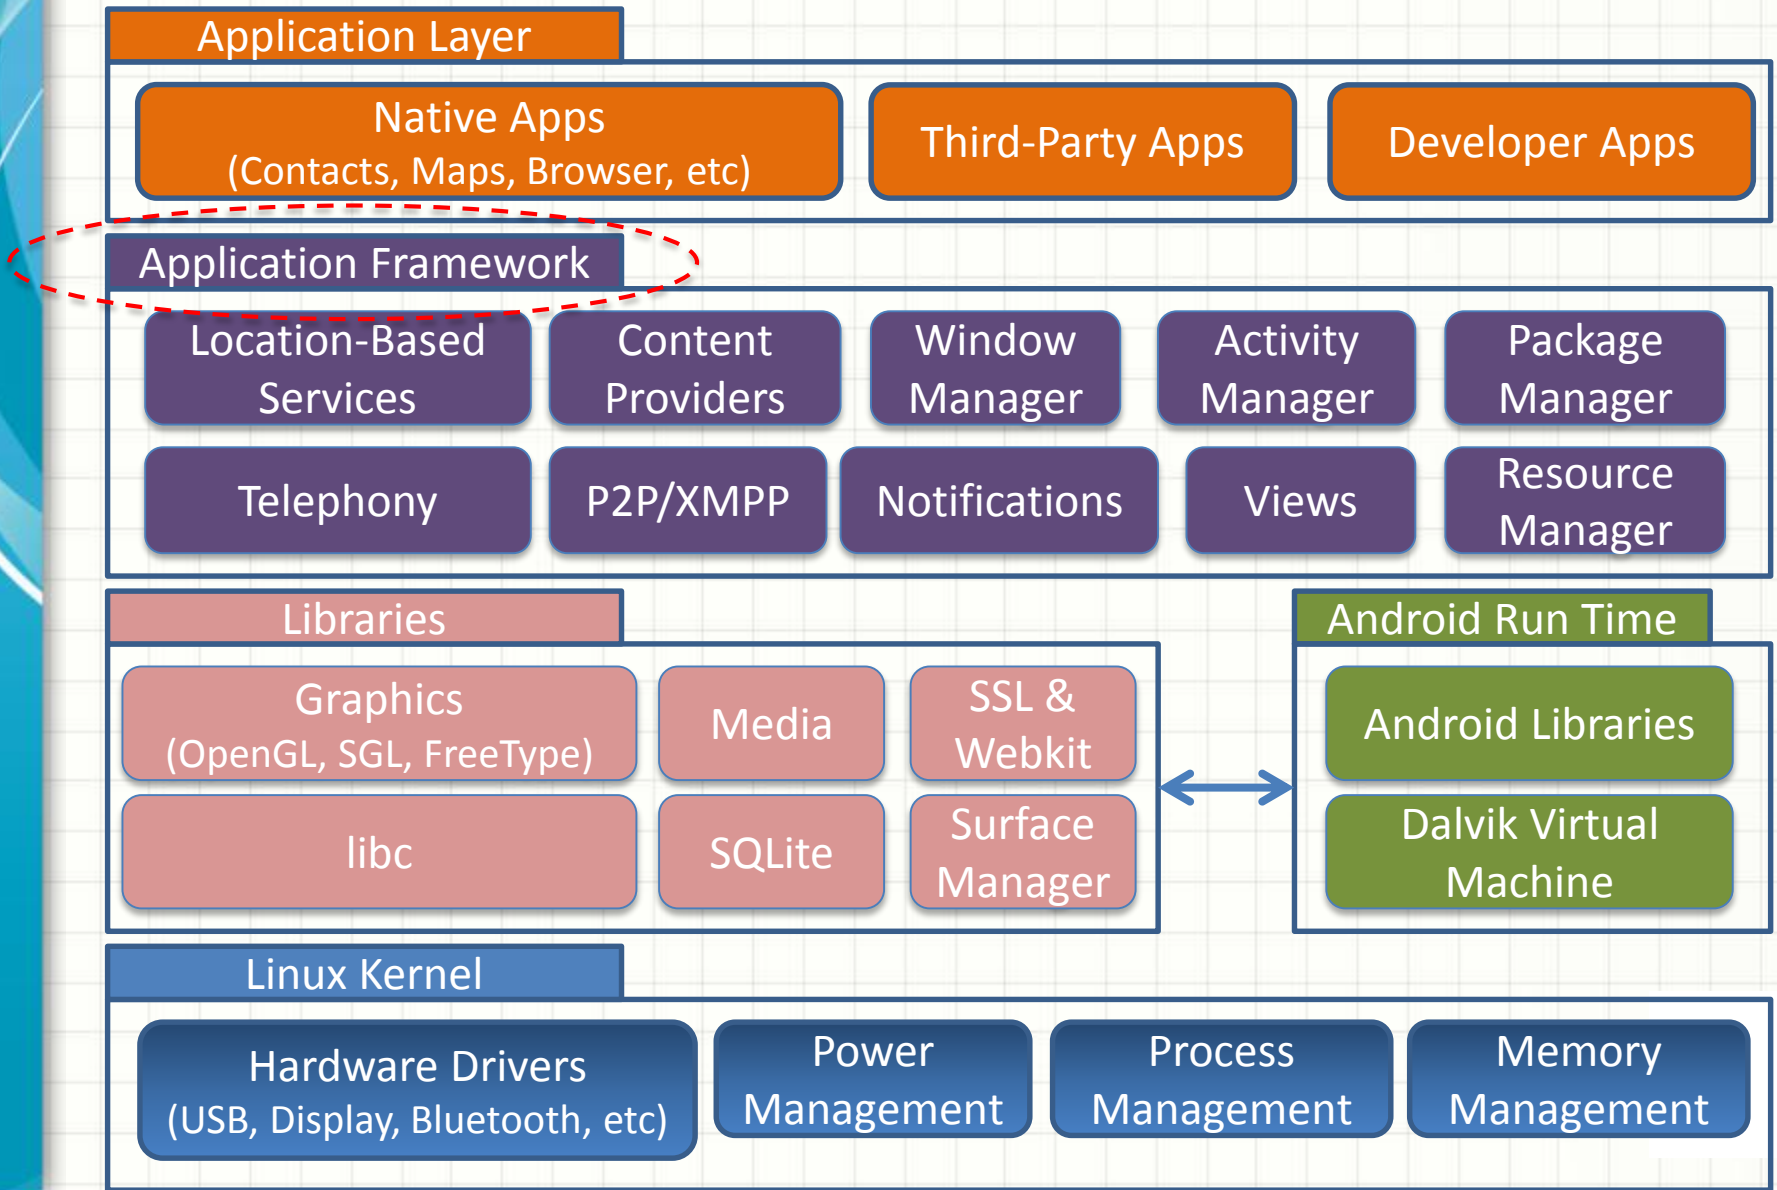 Application Layer
Native Apps
(Contacts, Maps, Browser, etc)
Third-Party Apps
Developer Apps
Application Framework
Location-Based
Services
Content
Providers
Window
Manager
Activity
Manager
Package
Manager
Telephony
P2P/XMPP
Notifications
Views
Resource
Manager
Libraries
Graphics
(OpenGL, SGL, FreeType)
Media
SSL &
Webkit
libc
SQLite
Surface
Manager
Android Run Time
Android Libraries
Dalvik Virtual
Machine
Linux Kernel
Hardware Drivers
(USB, Display, Bluetooth, etc)
Power
Management
Process
Management
Memory
Management